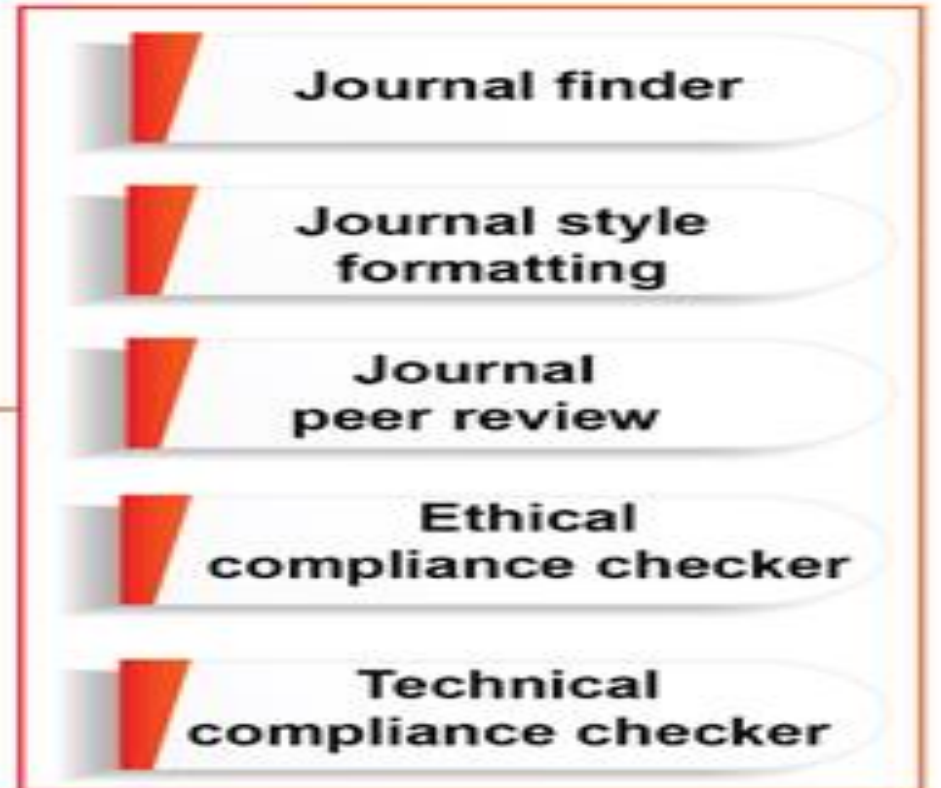 Journal finder
Journal style
formatting
Journal
peer review
Ethical
compliance checker
Technical
compliance checker